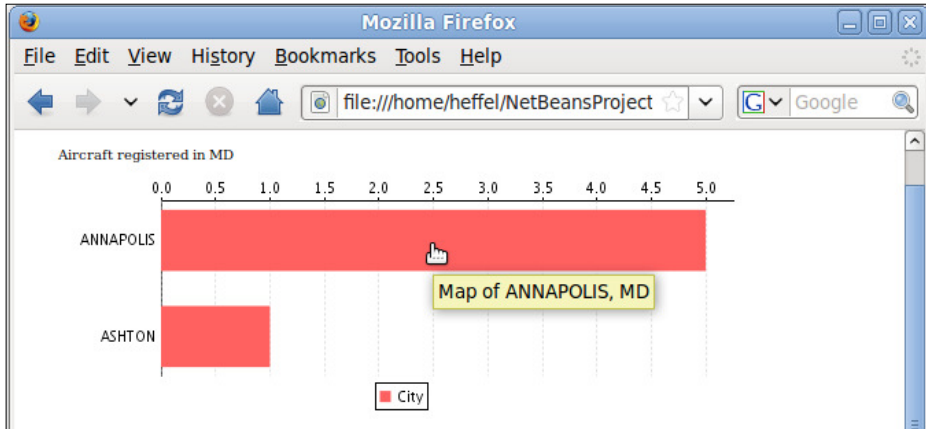 Mozilla Firefox
File Edit View History Bookmarks Tools Help
file:///home/heffel/NetBeansProject
Google
Aircraft registered in MD
0.0 0.5 1.0 1.5 2.0 2.5 3.0 3.5 4.0 4.5 5.0
ANNAPOLIS
Map of ANNAPOLIS, MD
ASHTON
City